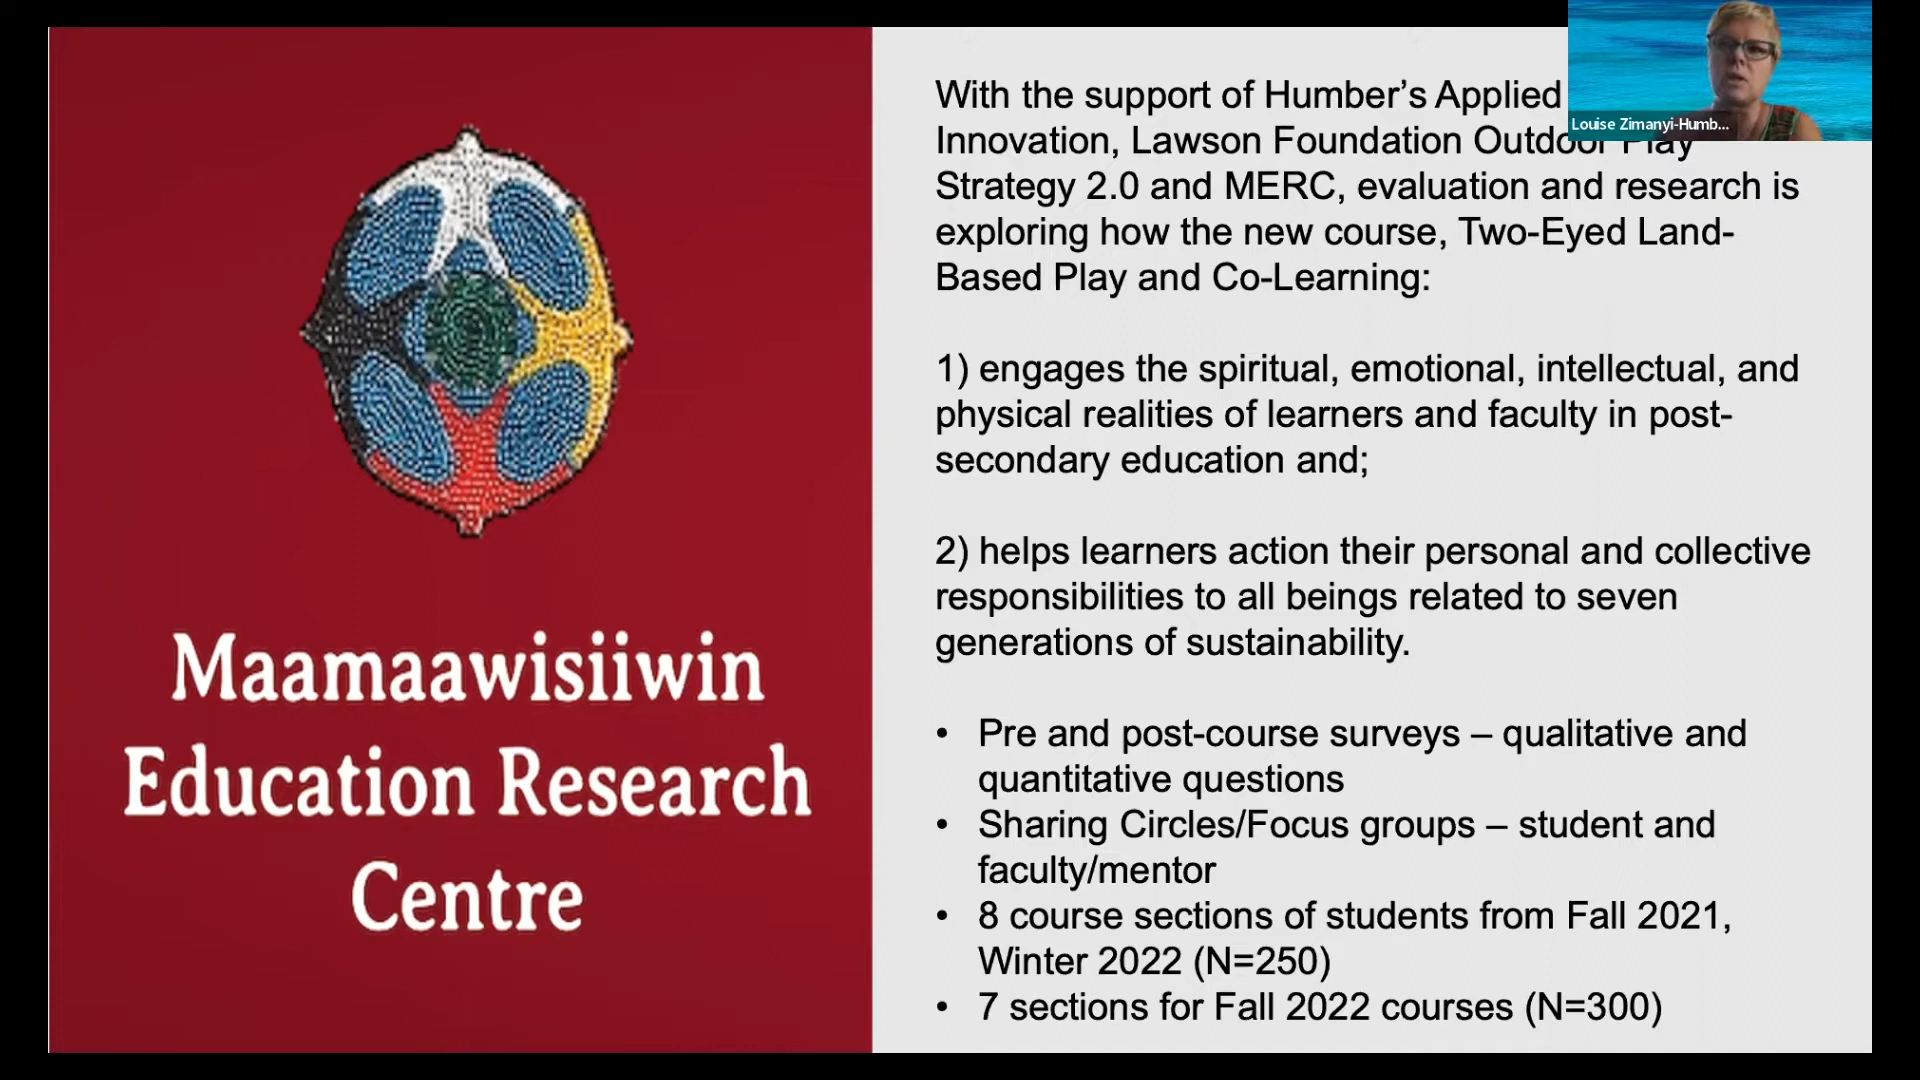 Louise Zimanyi-Humb...
Maamaawisiiwin
Education Research
Centre
With the support of Humber's Applied
Innovation, Lawson Foundation Outdoor Play
Strategy 2.0 and MERC, evaluation and research is
exploring how the new course, Two-Eyed Land-
Based Play and Co-Learning:
1) engages the spiritual, emotional, intellectual, and
physical realities of learners and faculty in post-
secondary education and;
2) helps learners action their personal and collective
responsibilities to all beings related to seven
generations of sustainability.
• Pre and post-course surveys – qualitative and
quantitative questions
• Sharing Circles/Focus groups – student and
faculty/mentor
• 8 course sections of students from Fall 2021,
Winter 2022 (N=250)
• 7 sections for Fall 2022 courses (N=300)